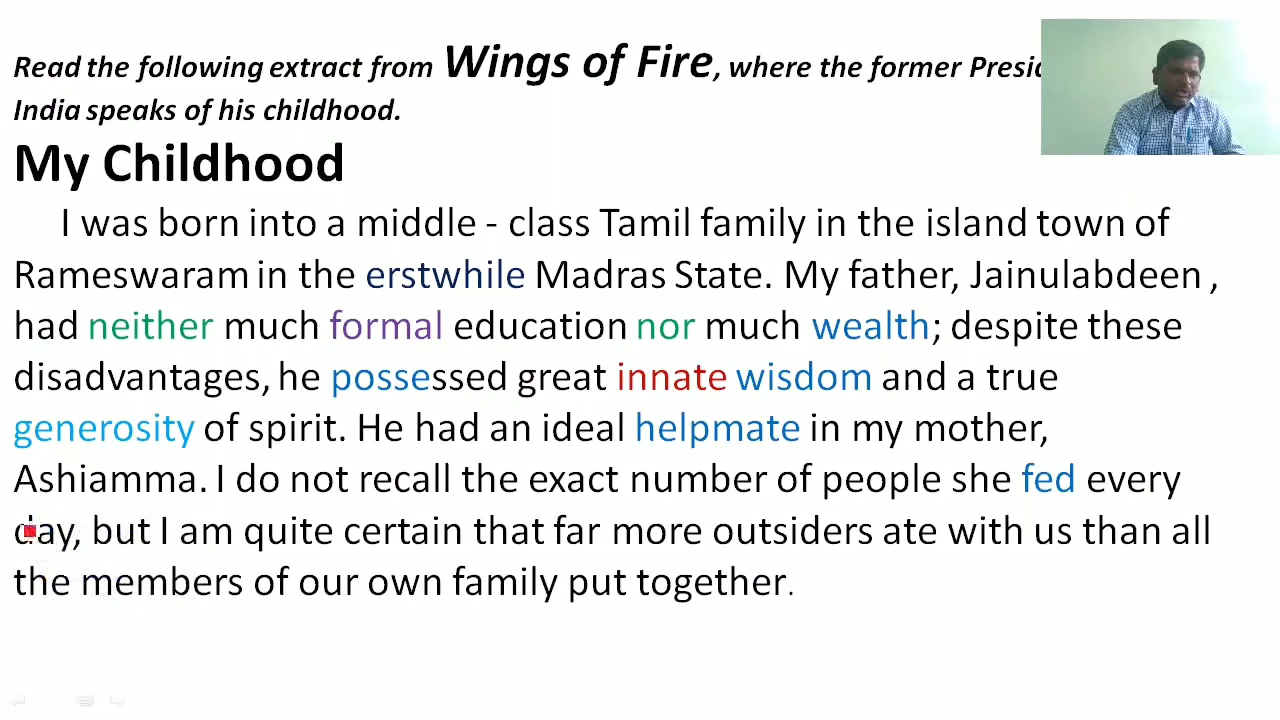 Read the following extract from Wings of Fire, where the former
India speaks of his childhood.
My Childhood
I was born into a middle - class Tamil family in the island town of
Rameswaram in the erstwhile Madras State. My father, Jainulabdeen ,
had neither much formal education nor much wealth; despite these
disadvantages, he possessed great innate wisdom and a true
generosity of spirit. He had an ideal helpmate in my mother,
Ashiamma. I do not recall the exact number of people she fed every
day, but I am quite certain that far more outsiders ate with us than all
the members of our own family put together.